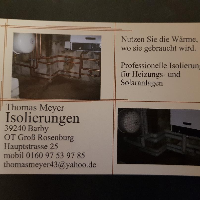 Nutzen Sie die Wärme,
wo sie gebraucht wird.
Professionelle Isolierung
für Heizungs- und
Solaranlagen
Thomas Meyer
Isolierungen
39240 Barby
OT Groß Rosenburg
Hauptstrasse 25
mobil 0160 97 53 97 85
thomasmeyer43@yahoo.de